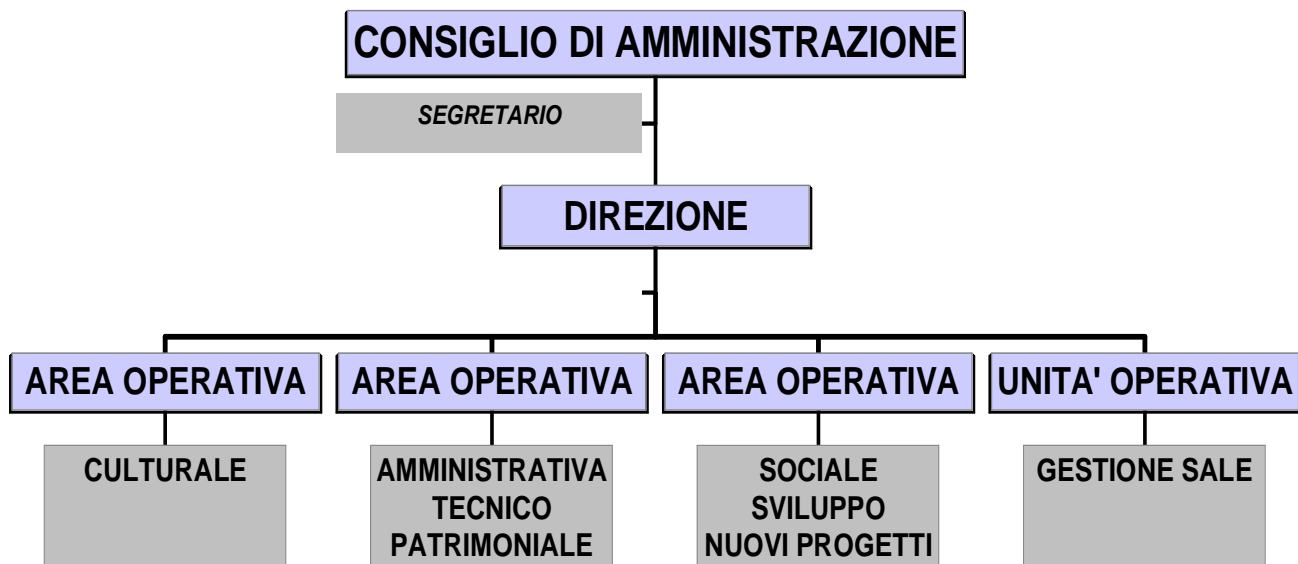 CONSIGLIO DI AMMINISTRAZIONE
SEGRETARIO
DIREZIONE
AREA OPERATIVA
AREA OPERATIVA
AREA OPERATIVA
UNITA' OPERATIVA
CULTURALE
AMMINISTRATIVA
TECNICO
PATRIMONIALE
SOCIALE
SVILUPPO
NUOVI PROGETTI
GESTIONE SALE